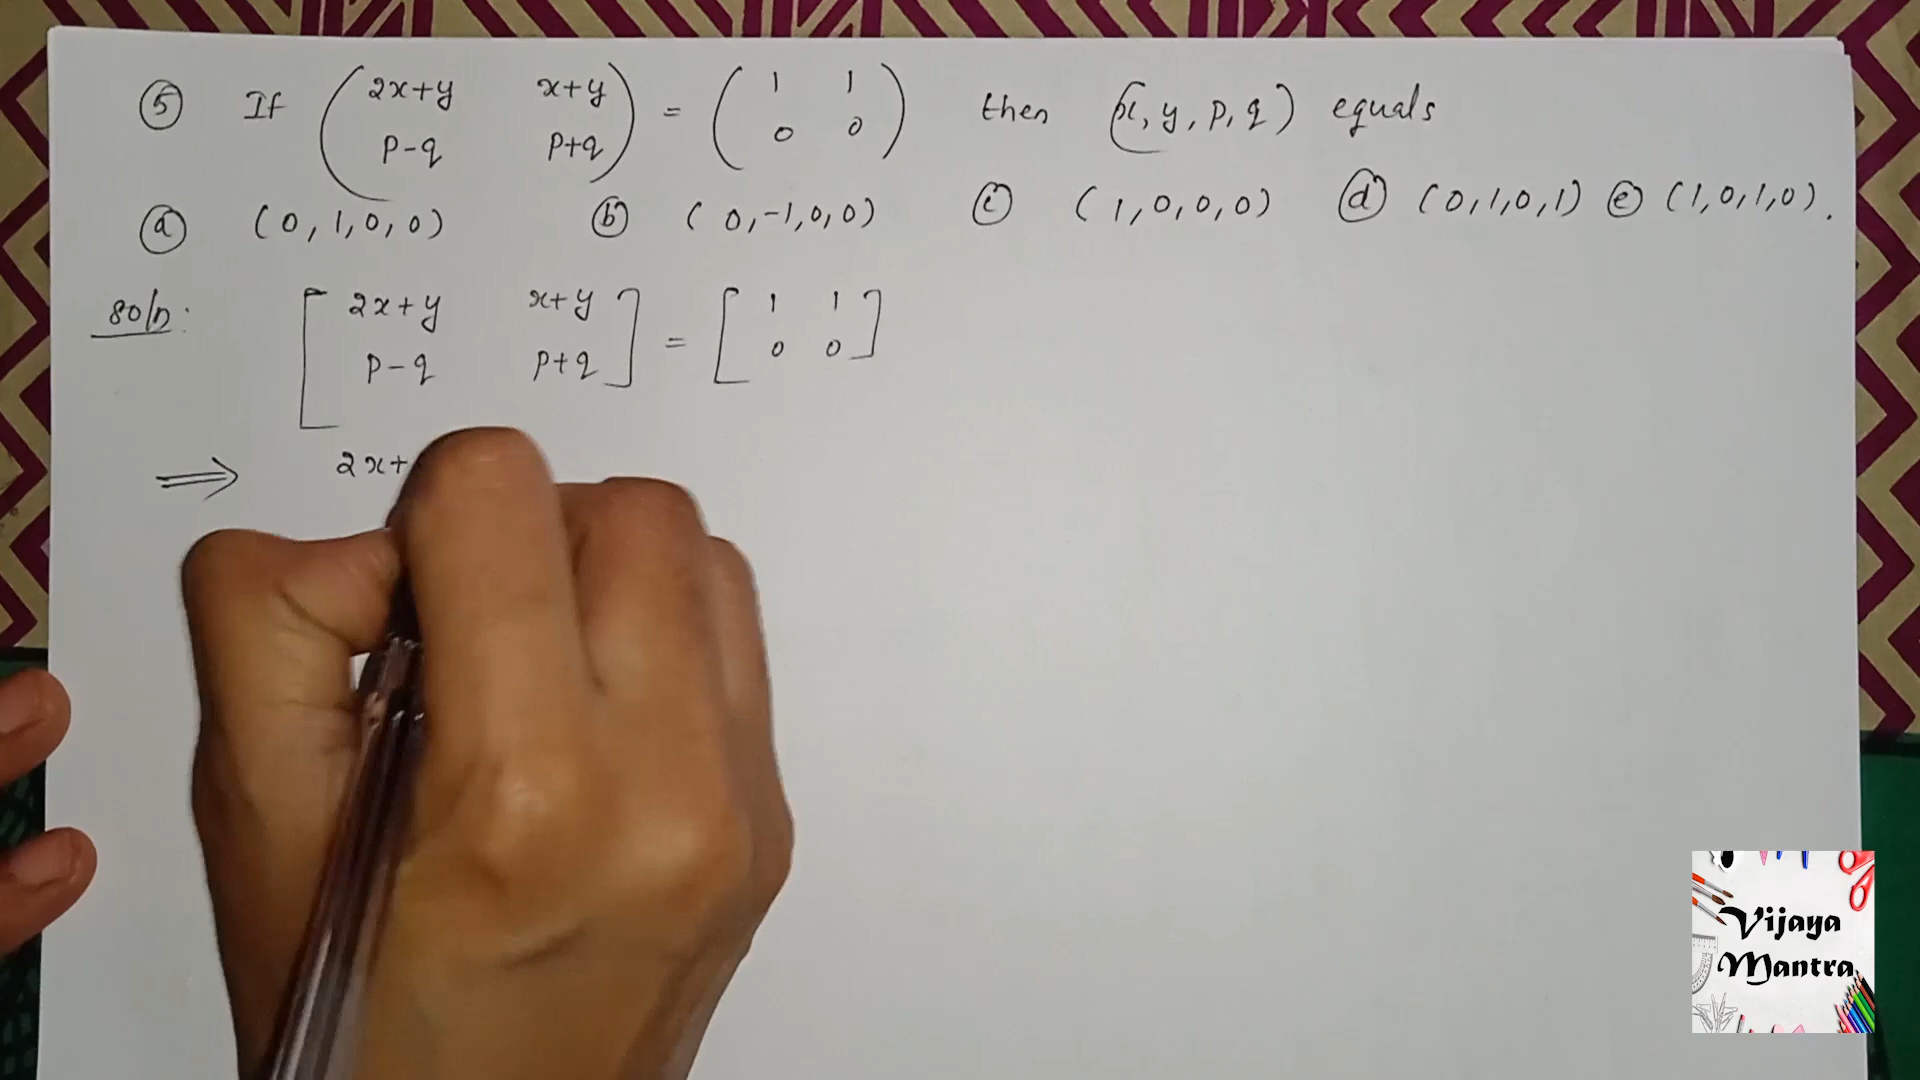 ⑤ If ( 2x+y x+y ) = ( 1 1 ) then (x, y, p, q) equals
p-q p+q 0 0
ⓐ (0, 1, 0, 0) ⓑ (0, -1, 0, 0) ⓒ (1, 0, 0, 0) ⓓ (0, 1, 0, 1) ⓔ (1, 0, 1, 0).
Soln: [ 2x+y x+y ] = [ 1 1 ]
p-q p+q 0 0
⟹ 2x+
Vijaya
Mantra